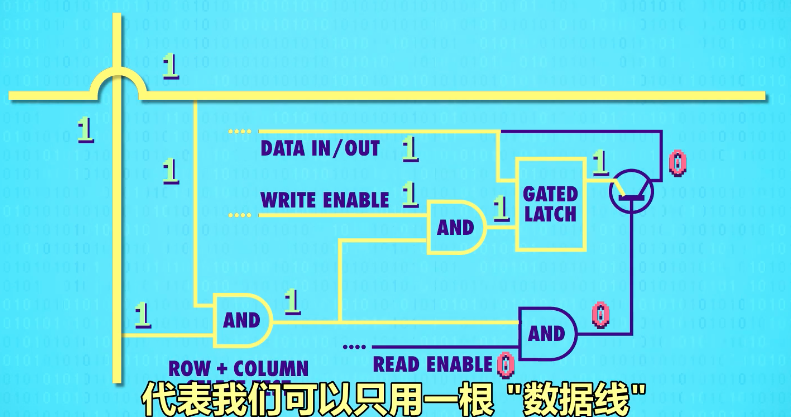 1
1
DATA IN/OUT 1
1
1 0
WRITE ENABLE 1
1
GATED
LATCH
AND
1
1
0
AND
AND
READ ENABLE 0
ROW + COLUMN
代表我们可以只用一根 "数据线"